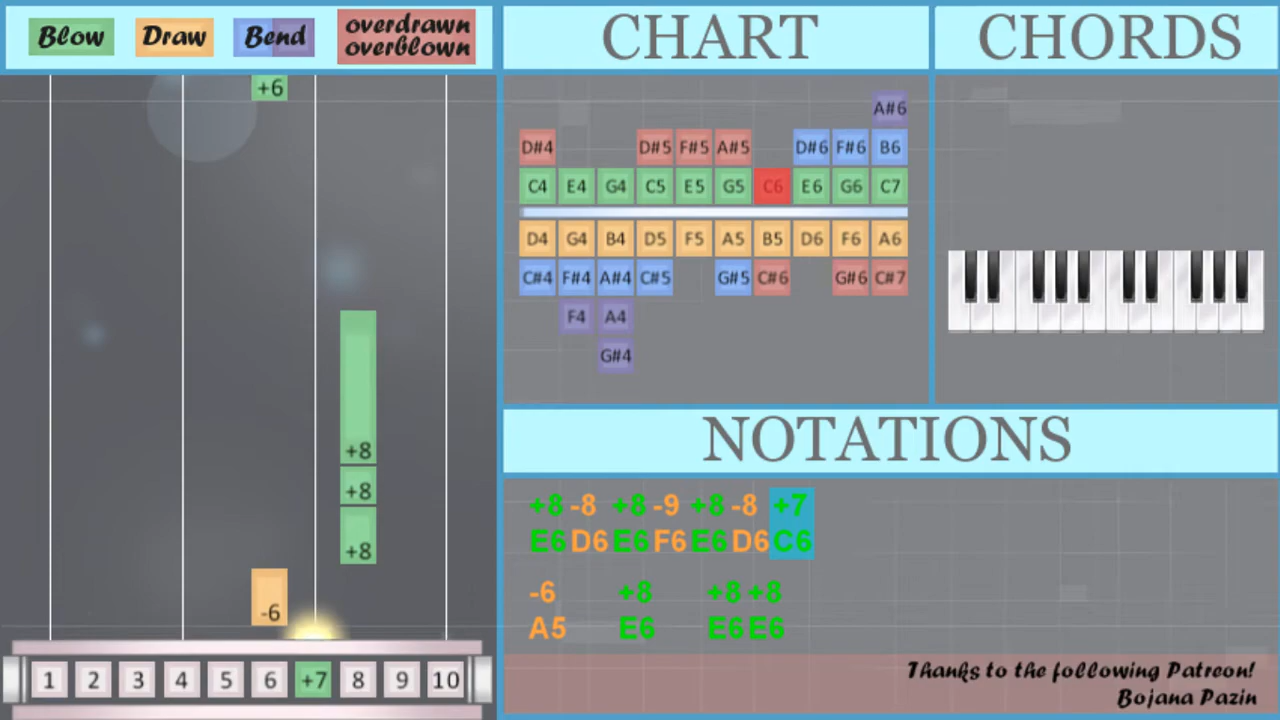 Blow Draw Bend overdrawn
overblown
CHART
CHORDS
+6
+8
+8
+8
-6
1 2 3 4 5 6 +7 8 9 10
A#6
D#4 D#5 F#5 A#5 D#6 F#6 B6
C4 E4 G4 C5 E5 G5 C6 E6 G6 C7
D4 G4 B4 D5 F5 A5 B5 D6 F6 A6
C#4 F#4 A#4 C#5 G#5 C#6 G#6 C#7
F4 A4
G#4
NOTATIONS
+8 -8 +8 -9 +8 -8 +7
E6 D6 E6 F6 E6 D6 C6
-6 +8 +8 +8
A5 E6 E6 E6
Thanks to the following Patreon!
Bojana Pazin